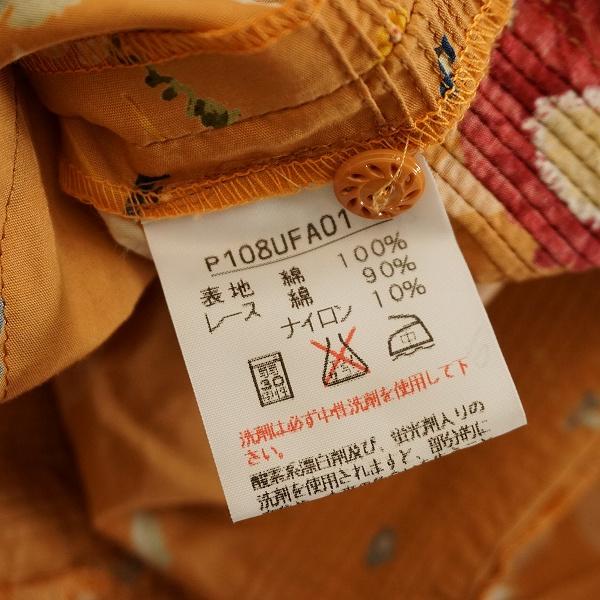 P108UFA01
表地 綿 100%
レース 綿 90%
ナイロン 10%
30
洗剤は必ず中性洗剤を使用して下
さい。
酸素系漂白剤及び、蛍光剤入りの
洗剤を使用されますと、部分的に